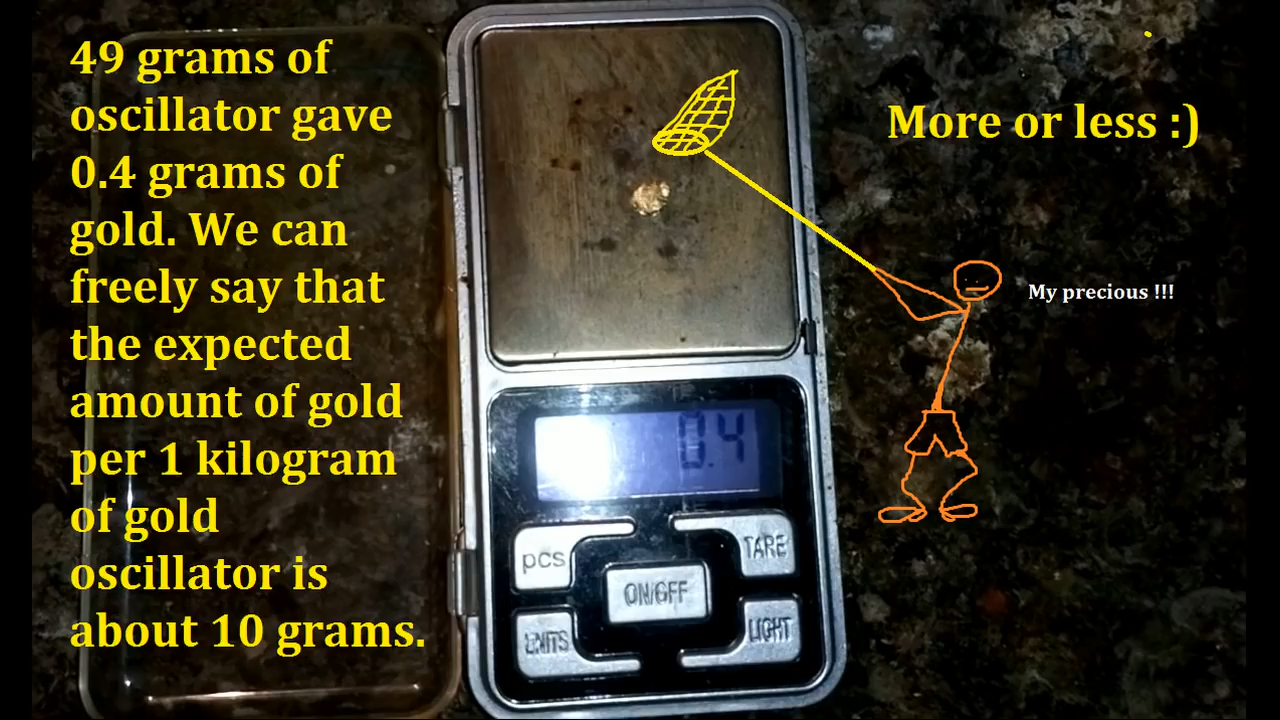 49 grams of
oscillator gave
0.4 grams of
gold. We can
freely say that
the expected
amount of gold
per 1 kilogram
of gold
oscillator is
about 10 grams.
More or less :)
My precious !!!
0.4
pcs
TARE
ON/OFF
UNITS
LIGHT